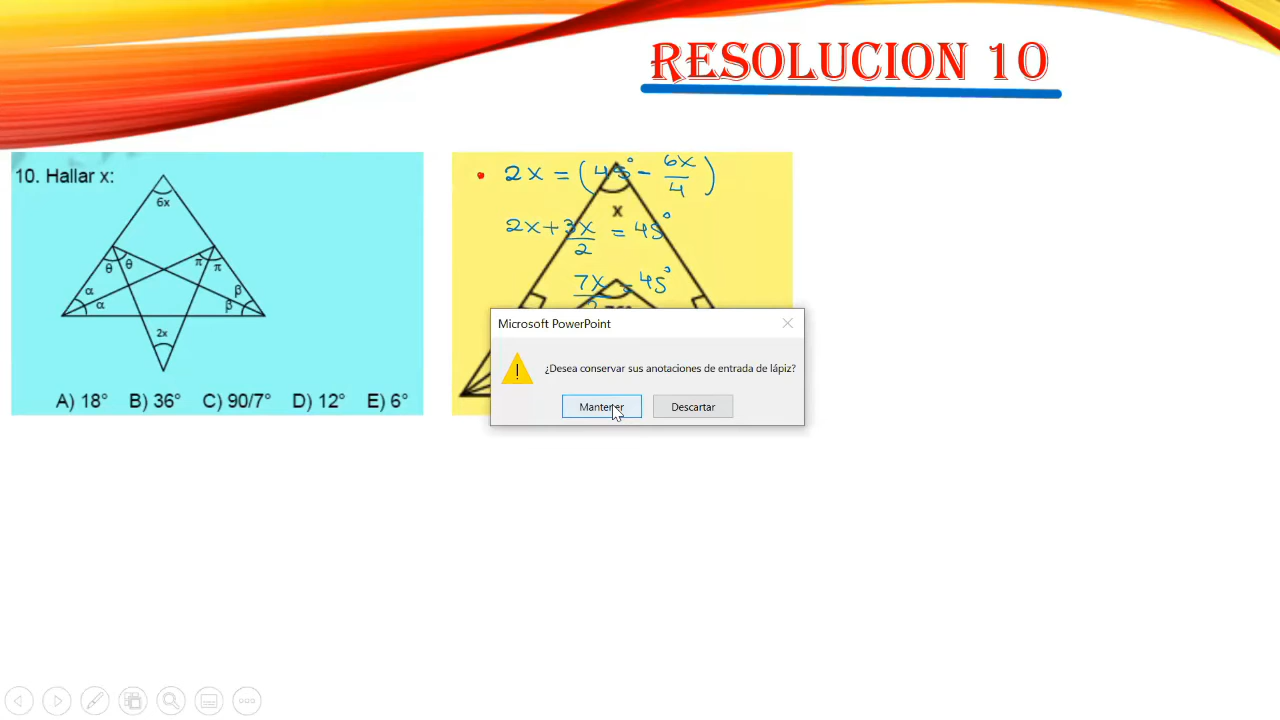 RESOLUCION 10
10. Hallar x:
6x
θ θ π π
α α β β
2x
A) 18° B) 36° C) 90/7° D) 12° E) 6°
2x = (45° - 6x/4)
x
2x + 3x/2 = 45°
7x/2 = 45°
Microsoft PowerPoint
¿Desea conservar sus anotaciones de entrada de lápiz?
Mantener Descartar